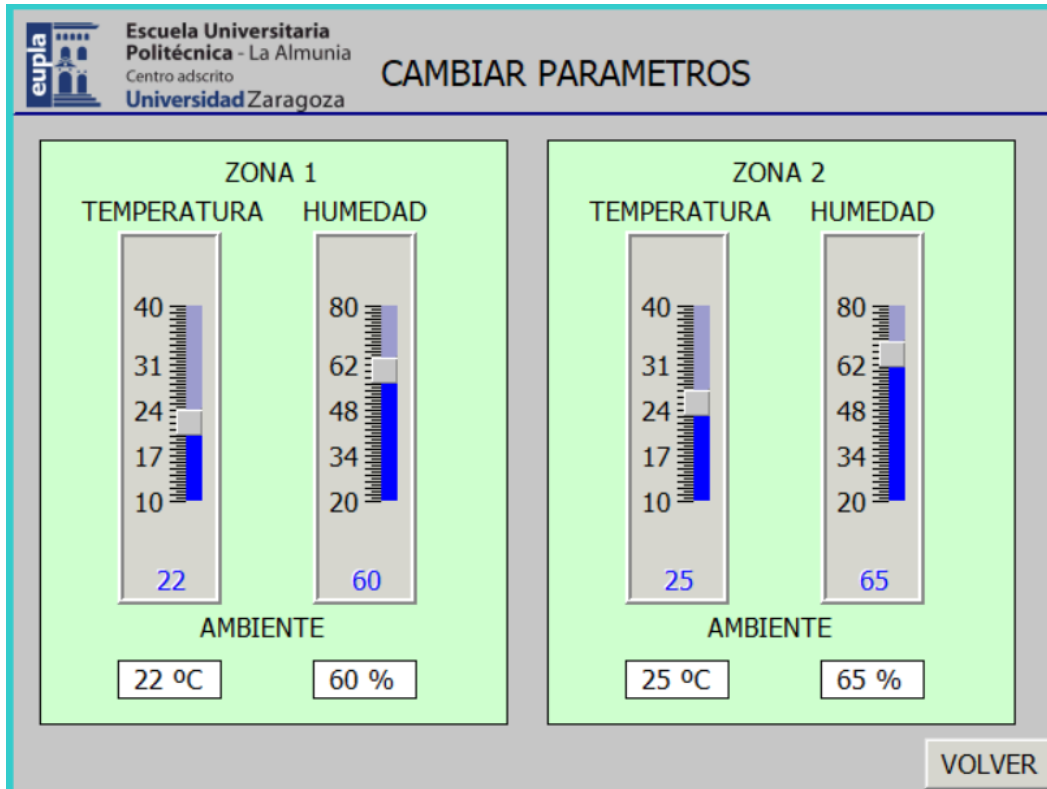 eupla
Escuela Universitaria
Politécnica - La Almunia
Centro adscrito
Universidad Zaragoza
CAMBIAR PARAMETROS
ZONA 1
TEMPERATURA HUMEDAD
40 80
31 62
24 48
17 34
10 20
22 60
AMBIENTE
22 ºC 60 %
ZONA 2
TEMPERATURA HUMEDAD
40 80
31 62
24 48
17 34
10 20
25 65
AMBIENTE
25 ºC 65 %
VOLVER